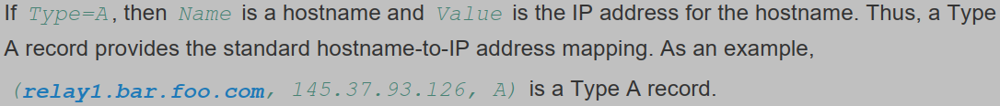 If Type=A, then Name is a hostname and Value is the IP address for the hostname. Thus, a Type
A record provides the standard hostname-to-IP address mapping. As an example,
(relay1.bar.foo.com, 145.37.93.126, A) is a Type A record.